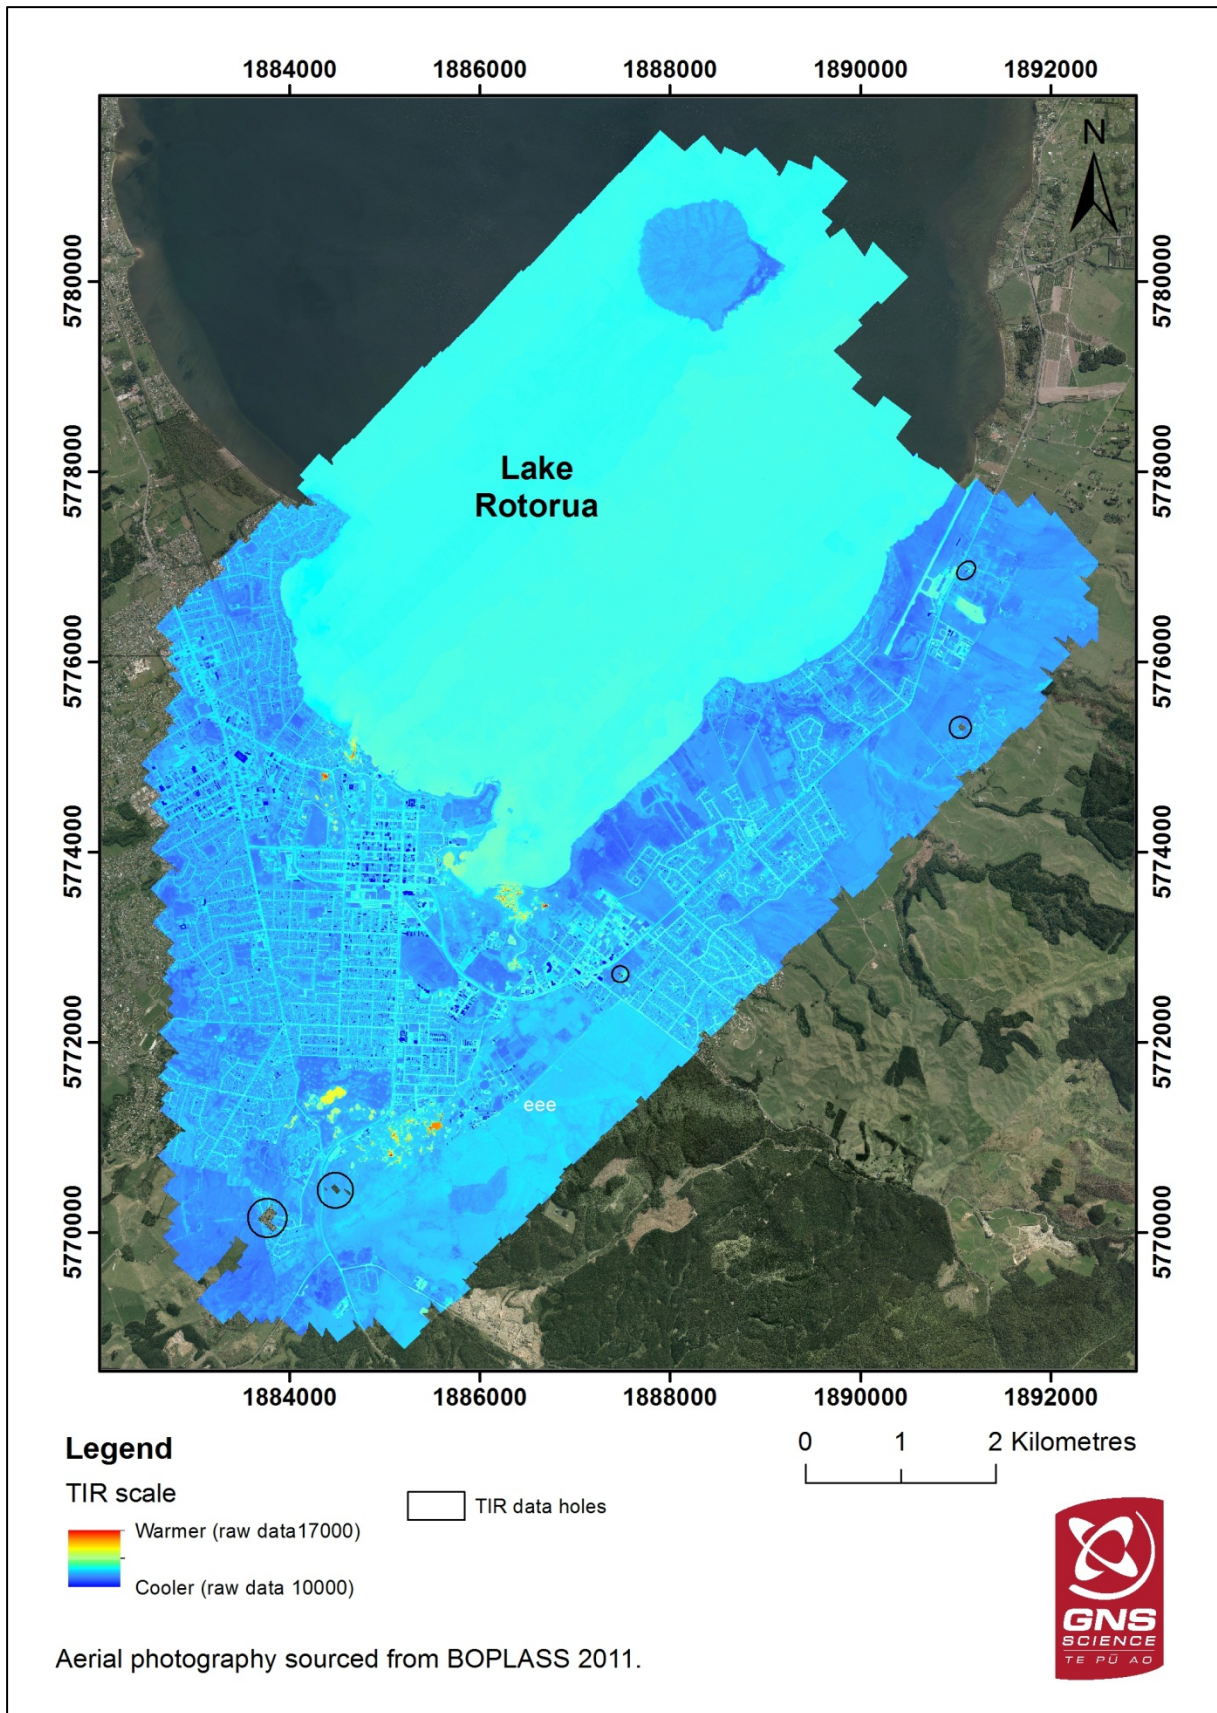 1884000 1886000 1888000 1890000 1892000
N
5780000 5780000
5778000 5778000
5776000 5776000
5774000 5774000
5772000 5772000
5770000 5770000
Lake
Rotorua
eee
1884000 1886000 1888000 1890000 1892000
Legend
TIR scale
Warmer (raw data17000)
Cooler (raw data 10000)
TIR data holes
0 1 2 Kilometres
GNS
SCIENCE
TE PŪ AO
Aerial photography sourced from BOPLASS 2011.